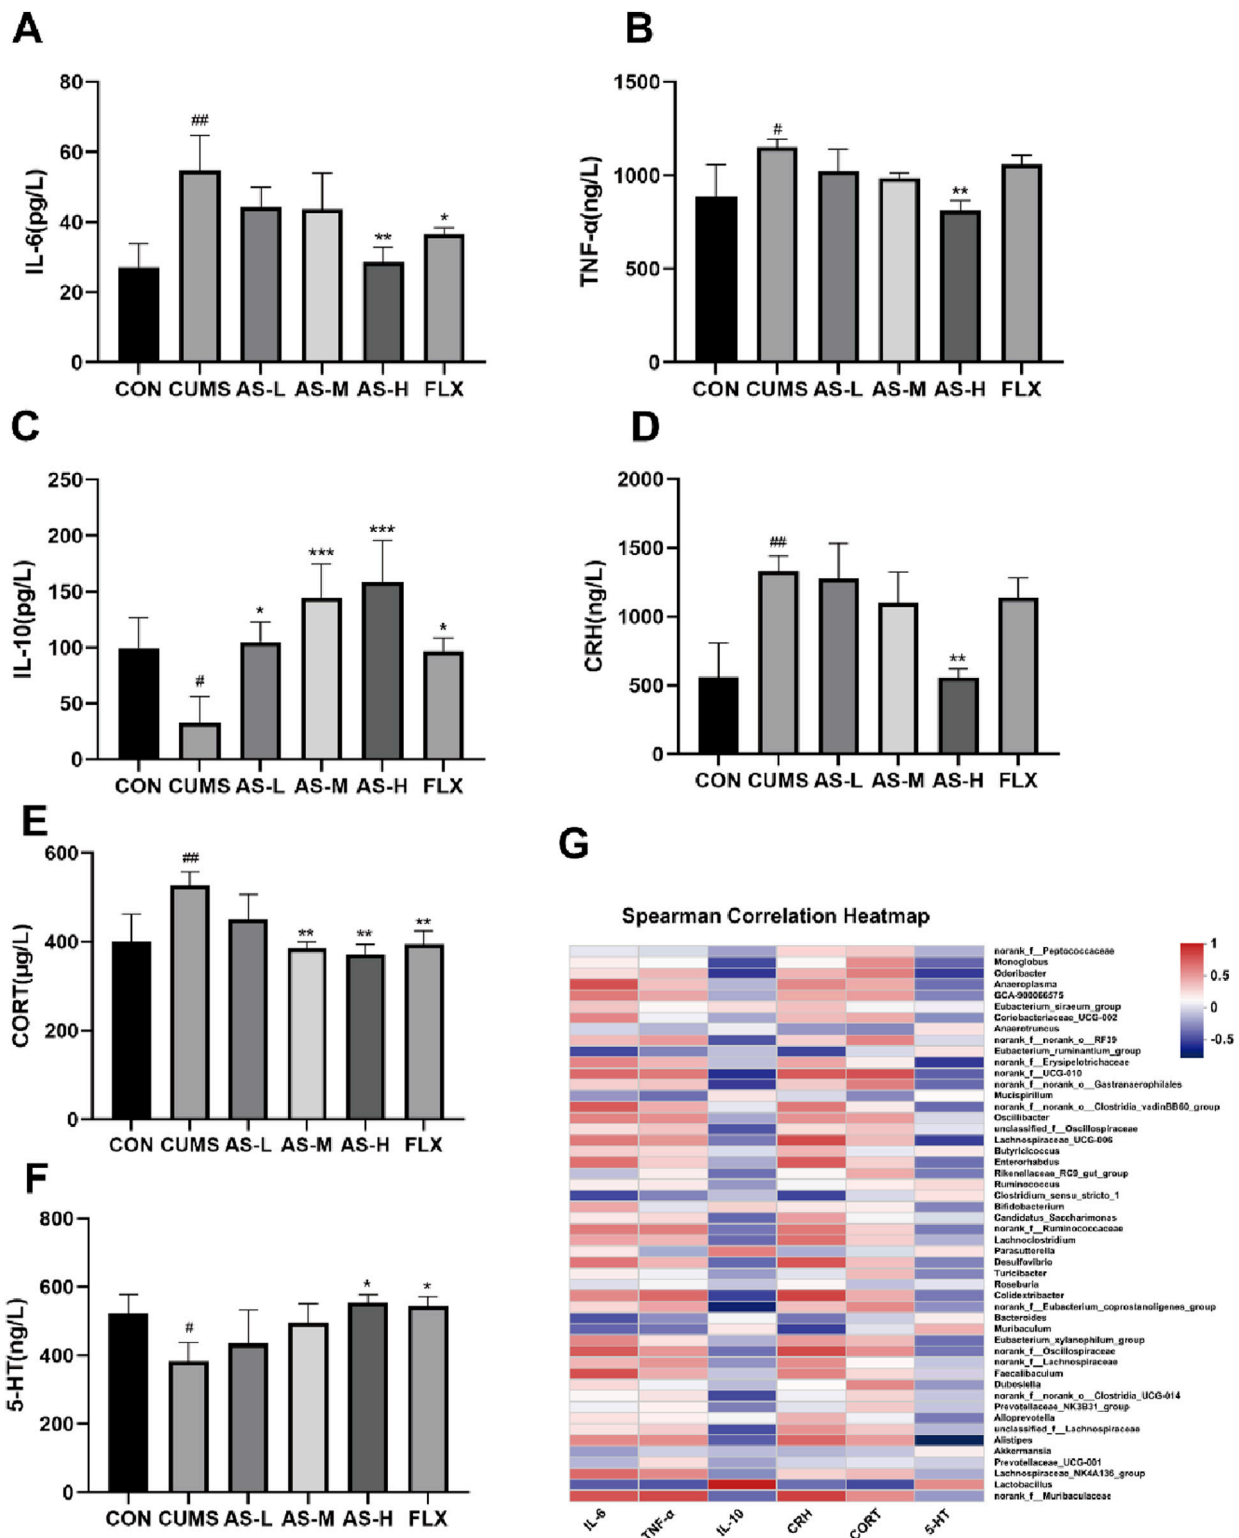 A
IL-6(pg/L)
80
60
40
20
0
##
**
*
CON CUMS AS-L AS-M AS-H FLX
B
TNF-α(ng/L)
1500
1000
500
0
#
**
CON CUMS AS-L AS-M AS-H FLX
C
IL-10(pg/L)
250
200
150
100
50
0
#
*
***
***
*
CON CUMS AS-L AS-M AS-H FLX
D
CRH(ng/L)
2000
1500
1000
500
0
##
**
CON CUMS AS-L AS-M AS-H FLX
E
CORT(μg/L)
600
400
200
0
##
**
**
**
CON CUMS AS-L AS-M AS-H FLX
F
5-HT(ng/L)
800
600
400
200
0
#
*
*
CON CUMS AS-L AS-M AS-H FLX
G
Spearman Correlation Heatmap
norank_f__Peptococcaceae
Monoglobus
Odoribacter
Anaeroplasma
GCA-900066575
Eubacterium_siraeum_group
Coriobacteriaceae_UCG-002
Anaerotruncus
norank_f__norank_o__RF39
Eubacterium_ruminantium_group
norank_f__Erysipelotrichaceae
norank_f__UCG-010
norank_f__norank_o__Gastranaerophilales
Mucispirillum
norank_f__norank_o__Clostridia_vadinBB60_group
Oscillibacter
unclassified_f__Oscillospiraceae
Lachnospiraceae_UCG-006
Butyricicoccus
Enterorhabdus
Rikenellaceae_RC9_gut_group
Ruminococcus
Clostridium_sensu_stricto_1
Bifidobacterium
Candidatus_Saccharimonas
norank_f__Ruminococcaceae
Lachnoclostridium
Parasutterella
Desulfovibrio
Turicibacter
Roseburia
Colidextribacter
norank_f__Eubacterium_coprostanoligenes_group
Bacteroides
Muribaculum
Eubacterium_xylanophilum_group
norank_f__Oscillospiraceae
norank_f__Lachnospiraceae
Faecalibaculum
Dubosiella
norank_f__norank_o__Clostridia_UCG-014
Prevotellaceae_NK3B31_group
Alloprevotella
unclassified_f__Lachnospiraceae
Alistipes
Akkermansia
Prevotellaceae_UCG-001
Lachnospiraceae_NK4A136_group
Lactobacillus
norank_f__Muribaculaceae
IL-6 TNF-α IL-10 CRH CORT 5-HT
1
0.5
0
-0.5